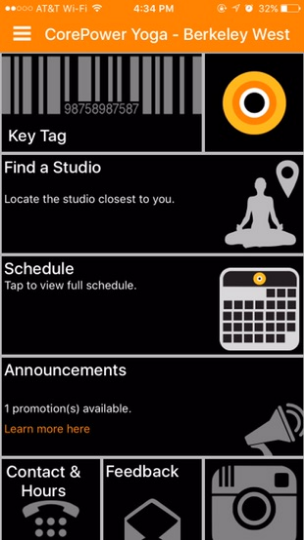 AT&T Wi-Fi 4:34 PM 32%
CorePower Yoga - Berkeley West
98758987587
Key Tag
Find a Studio
Locate the studio closest to you.
Schedule
Tap to view full schedule.
Announcements
1 promotion(s) available.
Learn more here
Contact & Hours
Feedback